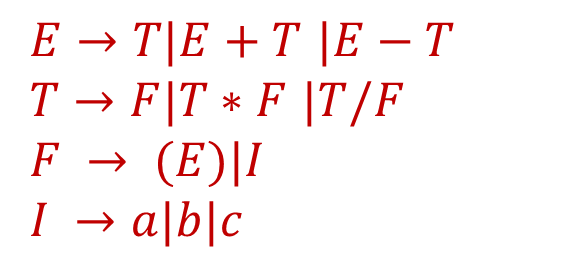 E → T|E + T |E − T
T → F|T ∗ F |T/F
F → (E)|I
I → a|b|c